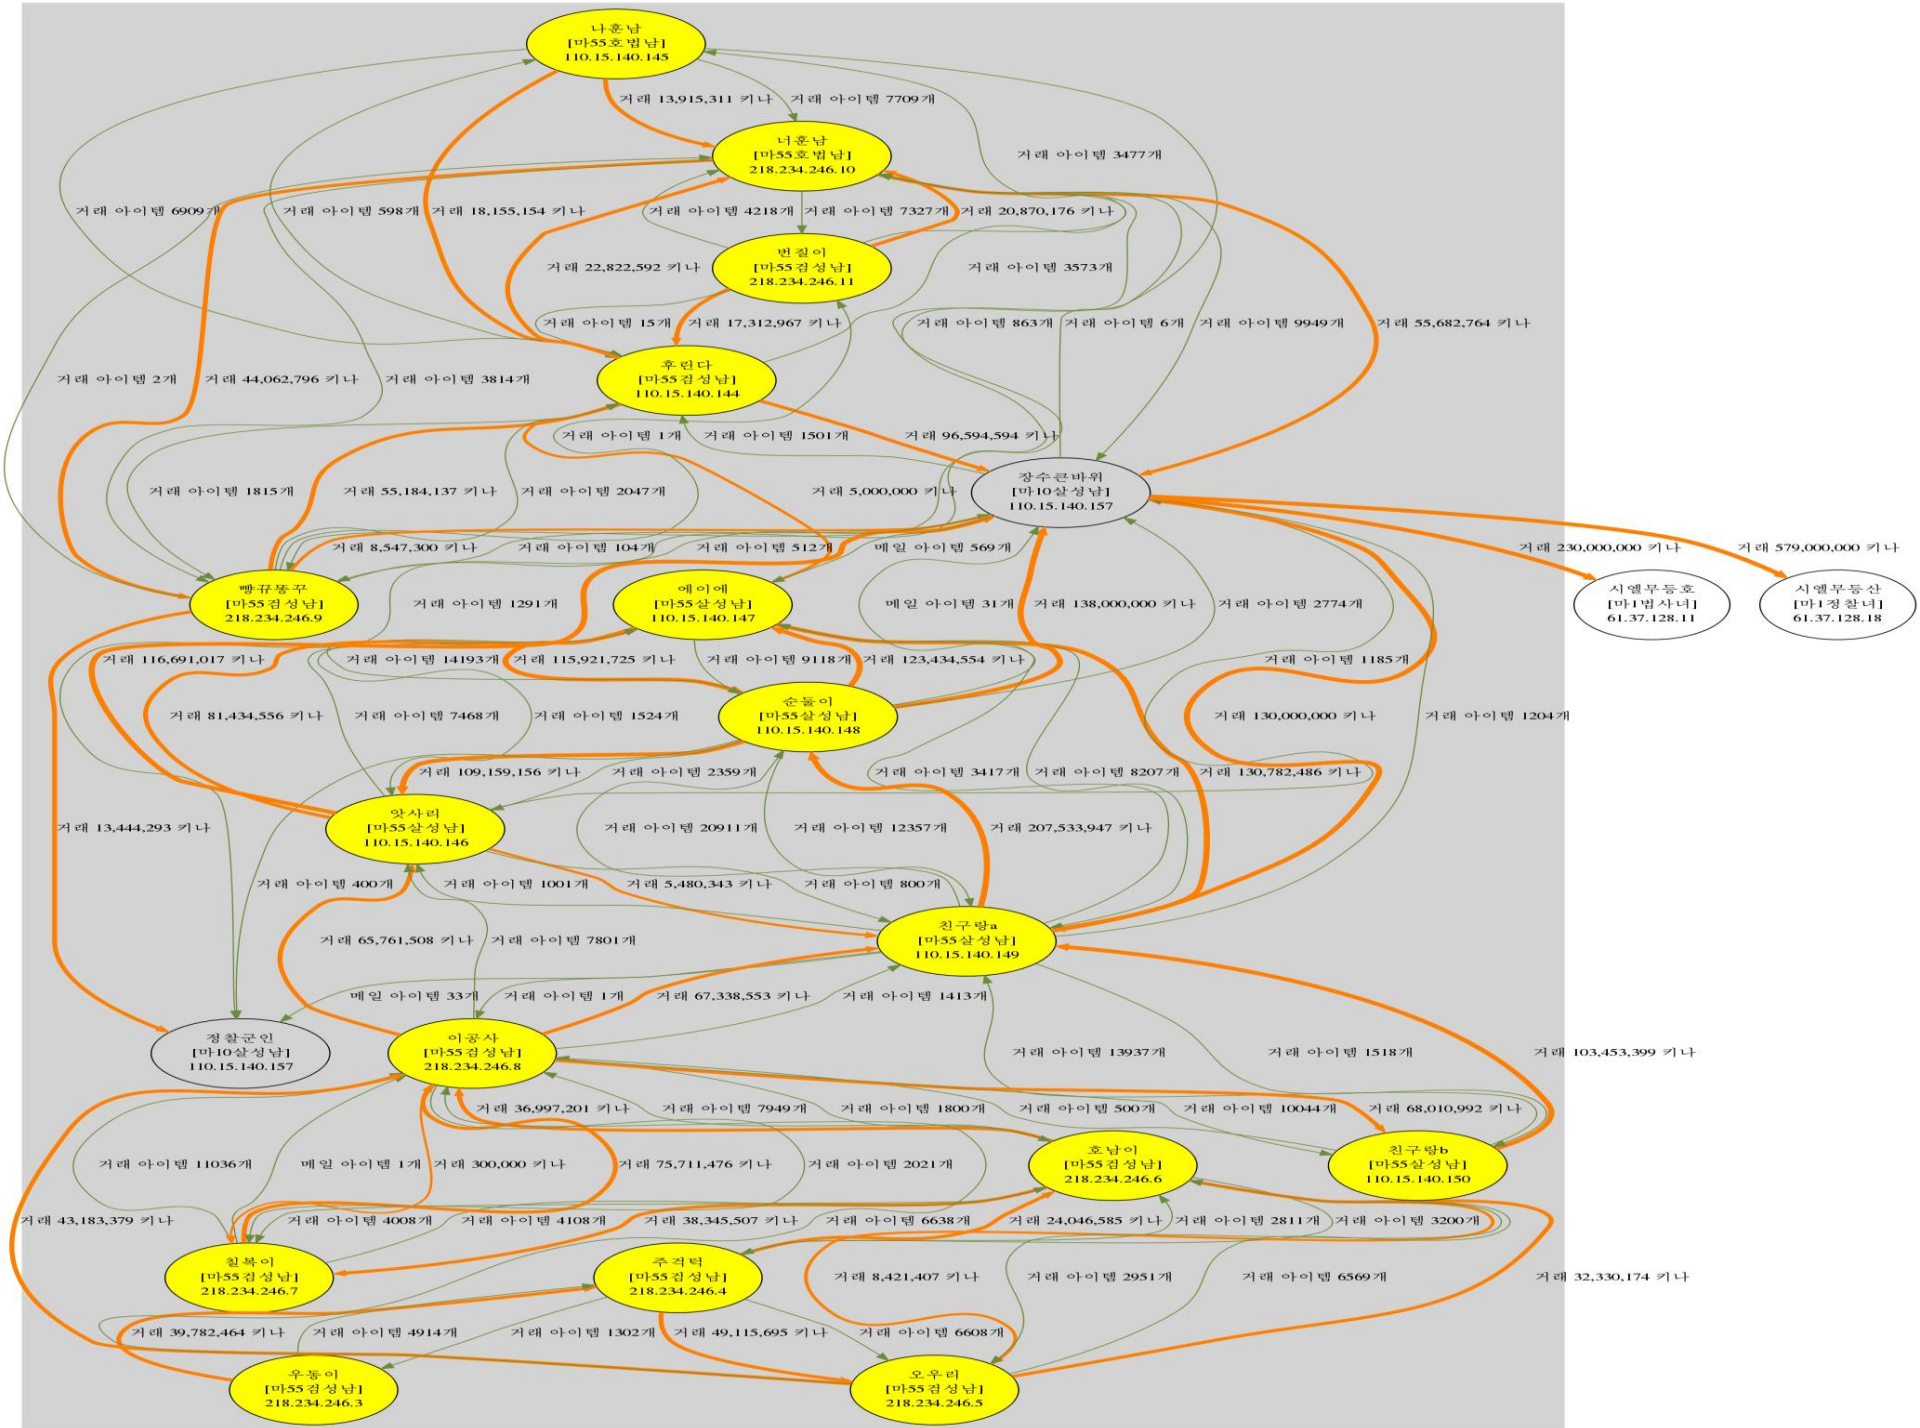 나훈남
[마55호법남]
110.15.140.145
거래 13,915,311 키나
거래 아이템 7709개
너훈남
[마55호법남]
218.234.246.10
거래 아이템 3477개
거래 아이템 6909개
거래 아이템 598개
거래 18,155,154 키나
거래 아이템 4218개
거래 아이템 7327개
거래 20,870,176 키나
번질이
[마55검성남]
218.234.246.11
거래 22,822,592 키나
거래 아이템 3573개
거래 아이템 15개
거래 17,312,967 키나
거래 아이템 863개
거래 아이템 6개
거래 아이템 9949개
거래 55,682,764 키나
후린다
[마55검성남]
110.15.140.144
거래 아이템 2개
거래 44,062,796 키나
거래 아이템 3814개
거래 아이템 1개
거래 아이템 1501개
거래 96,594,594 키나
장수큰바위
[마10살성남]
110.15.140.157
거래 아이템 1815개
거래 55,184,137 키나
거래 아이템 2047개
거래 5,000,000 키나
거래 8,547,300 키나
거래 아이템 104개
거래 아이템 512개
메일 아이템 569개
거래 230,000,000 키나
거래 579,000,000 키나
빵뀨똥꾸
[마55검성남]
218.234.246.9
에이에
[마55살성남]
110.15.140.147
시엘무등호
[마1법사녀]
61.37.128.11
시엘무등산
[마1정찰녀]
61.37.128.18
거래 아이템 1291개
메일 아이템 31개
거래 138,000,000 키나
거래 아이템 2774개
거래 116,691,017 키나
거래 아이템 14193개
거래 115,921,725 키나
거래 아이템 9118개
거래 123,434,554 키나
거래 아이템 1185개
순둘이
[마55살성남]
110.15.140.148
거래 81,434,556 키나
거래 아이템 7468개
거래 아이템 1524개
거래 130,000,000 키나
거래 아이템 1204개
거래 109,159,156 키나
거래 아이템 2359개
거래 아이템 3417개
거래 아이템 8207개
거래 130,782,486 키나
앗사리
[마55살성남]
110.15.140.146
거래 13,444,293 키나
거래 아이템 20911개
거래 아이템 12357개
거래 207,533,947 키나
거래 아이템 400개
거래 아이템 1001개
거래 5,480,343 키나
거래 아이템 800개
친구랑a
[마55살성남]
110.15.140.149
거래 65,761,508 키나
거래 아이템 7801개
메일 아이템 33개
거래 아이템 1개
거래 67,338,553 키나
거래 아이템 1413개
정찰군인
[마10살성남]
110.15.140.157
이공사
[마55검성남]
218.234.246.8
거래 아이템 13937개
거래 아이템 1518개
거래 103,453,399 키나
거래 36,997,201 키나
거래 아이템 7949개
거래 아이템 1800개
거래 아이템 500개
거래 아이템 10044개
거래 68,010,992 키나
거래 아이템 11036개
메일 아이템 1개
거래 300,000 키나
거래 75,711,476 키나
거래 아이템 2021개
호남이
[마55검성남]
218.234.246.6
친구랑b
[마55살성남]
110.15.140.150
거래 43,183,379 키나
거래 아이템 4008개
거래 아이템 4108개
거래 38,345,507 키나
거래 아이템 6638개
거래 24,046,585 키나
거래 아이템 2811개
거래 아이템 3200개
칠복이
[마55검성남]
218.234.246.7
주걱턱
[마55검성남]
218.234.246.4
거래 8,421,407 키나
거래 아이템 2951개
거래 아이템 6569개
거래 32,330,174 키나
거래 39,782,464 키나
거래 아이템 4914개
거래 아이템 1302개
거래 49,115,695 키나
거래 아이템 6608개
우동이
[마55검성남]
218.234.246.3
오우리
[마55검성남]
218.234.246.5